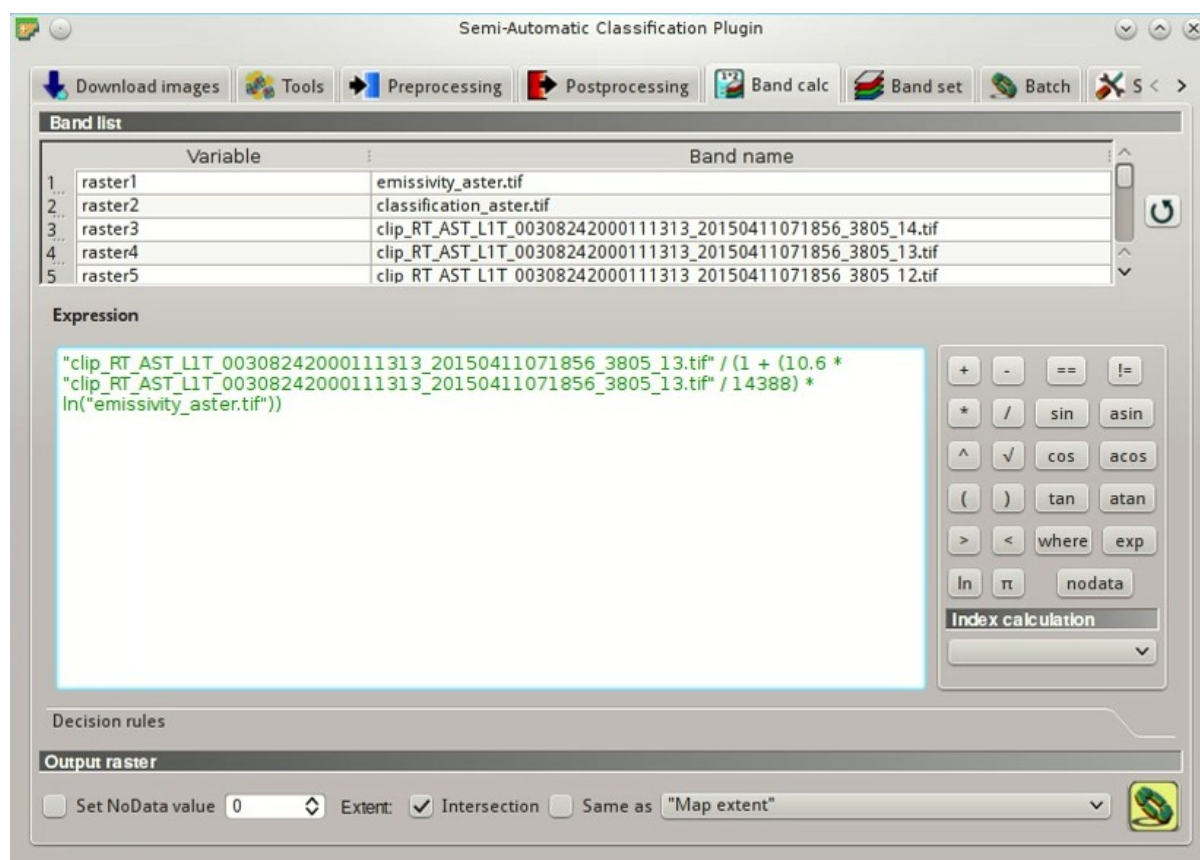 Semi-Automatic Classification Plugin
Download images Tools Preprocessing Postprocessing Band calc Band set Batch S < >
Band list
Variable Band name
1 raster1 emissivity_aster.tif
2 raster2 classification_aster.tif
3 raster3 clip_RT_AST_L1T_00308242000111313_20150411071856_3805_14.tif
4 raster4 clip_RT_AST_L1T_00308242000111313_20150411071856_3805_13.tif
5 raster5 clip_RT_AST_L1T_00308242000111313_20150411071856_3805_12.tif
Expression
"clip_RT_AST_L1T_00308242000111313_20150411071856_3805_13.tif" / (1 + (10.6 *
"clip_RT_AST_L1T_00308242000111313_20150411071856_3805_13.tif" / 14388) *
ln("emissivity_aster.tif"))
+ - == !=
* / sin asin
^ √ cos acos
( ) tan atan
> < where exp
ln π nodata
Index calculation
Decision rules
Output raster
Set NoData value 0 Extent: Intersection Same as "Map extent"